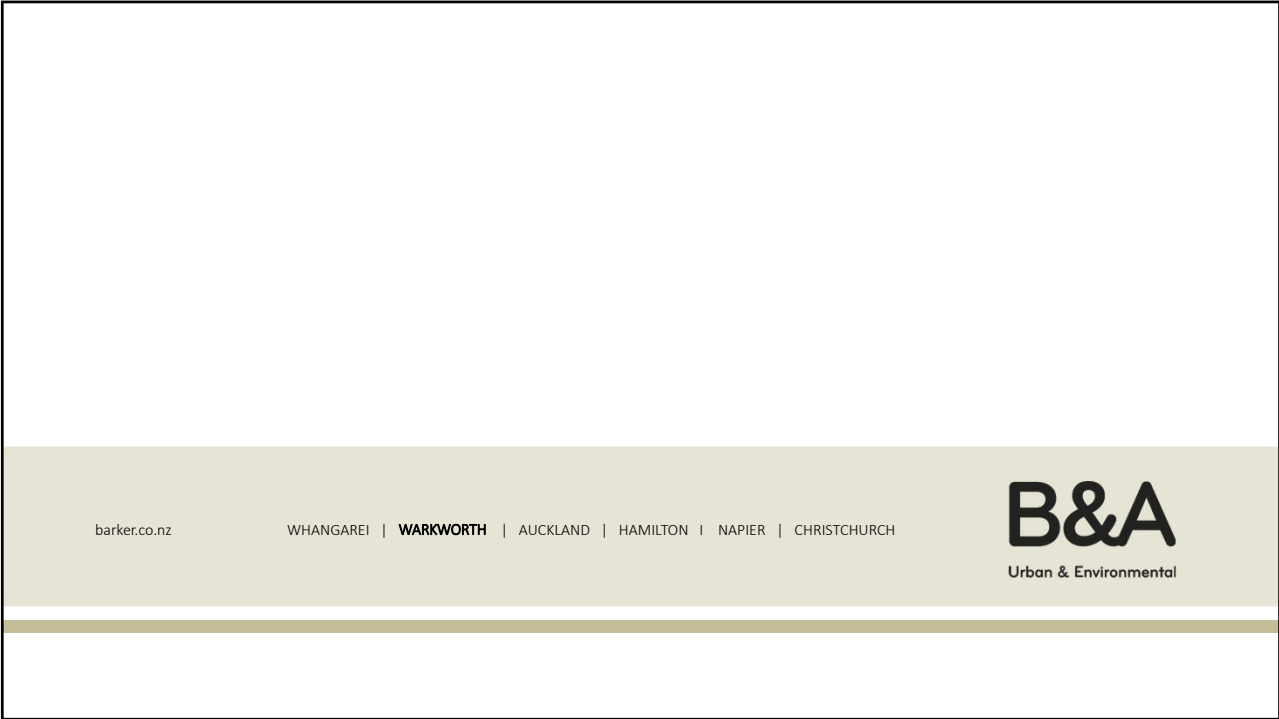 barker.co.nz
WHANGAREI | WARKWORTH | AUCKLAND | HAMILTON I NAPIER | CHRISTCHURCH
B&A
Urban & Environmental